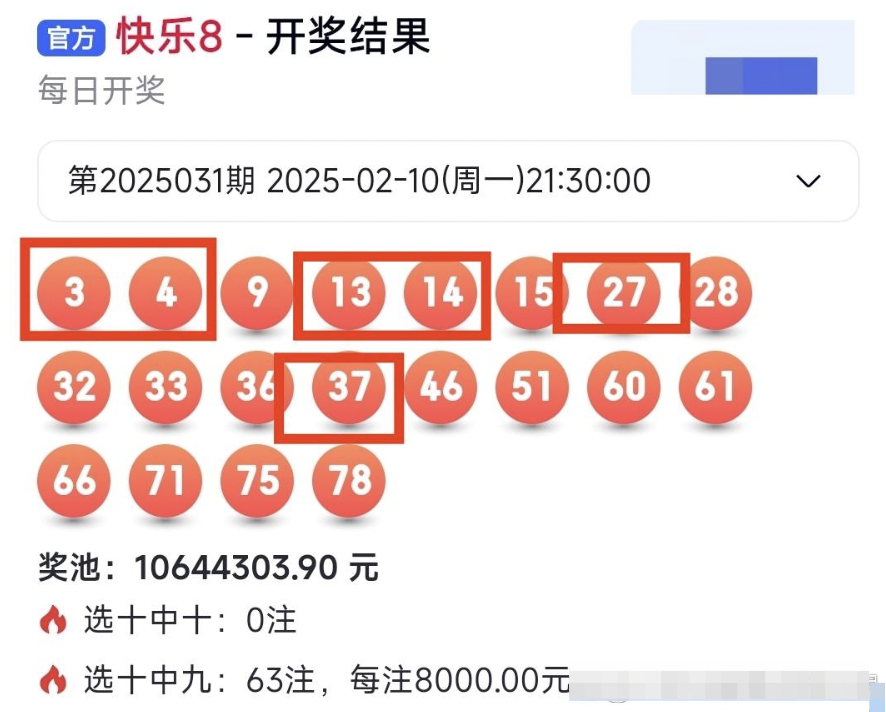 官方 快乐8 - 开奖结果
每日开奖
第2025031期 2025-02-10(周一)21:30:00
3 4 9 13 14 15 27 28
32 33 36 37 46 51 60 61
66 71 75 78
奖池：10644303.90 元
选十中十：0注
选十中九：63注，每注8000.00元